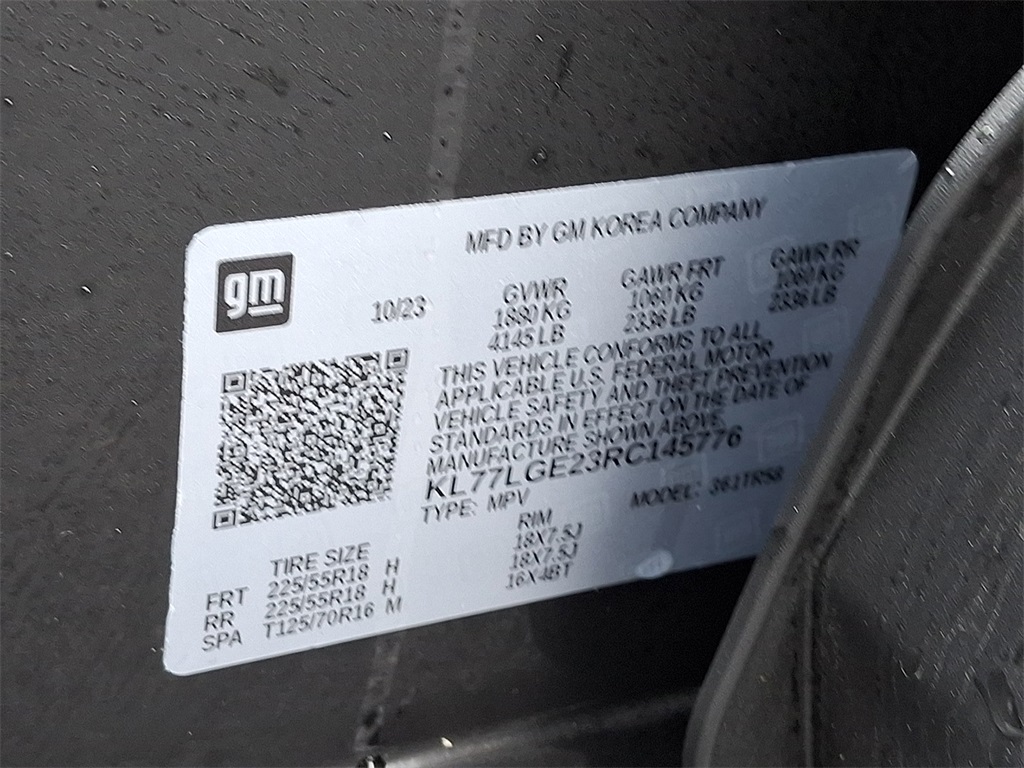 gm
MFD BY GM KOREA COMPANY
10/23
GVWR GAWR FRT GAWR RR
1880 KG 1060 KG 1060 KG
4145 LB 2336 LB 2336 LB
THIS VEHICLE CONFORMS TO ALL
APPLICABLE U.S. FEDERAL MOTOR
VEHICLE SAFETY AND THEFT PREVENTION
STANDARDS IN EFFECT ON THE DATE OF
MANUFACTURE SHOWN ABOVE.
KL77LGE23RC145776
TYPE: MPV MODEL: 361TR58
TIRE SIZE RIM
FRT 225/55R18 H 18X7.5J
RR 225/55R18 H 18X7.5J
SPA T125/70R16 M 16X4BT